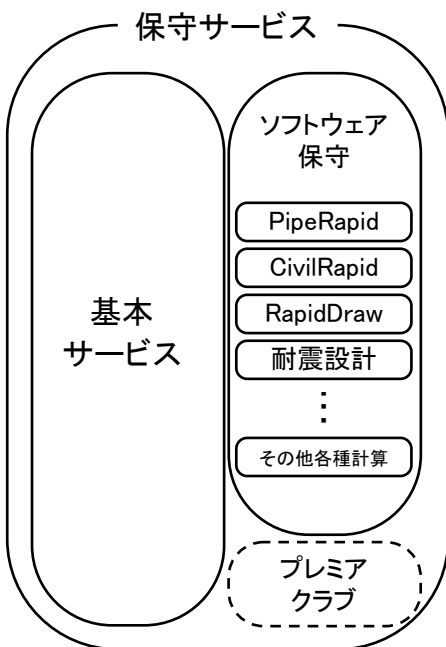 保守サービス
基本
サービス
ソフトウェア
保守
PipeRapid
CivilRapid
RapidDraw
耐震設計
⋮
その他各種計算
プレミア
クラブ